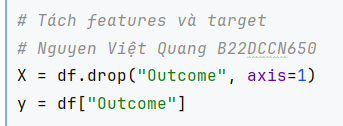 # Tách features và target
# Nguyen Việt Quang B22DCCN650
X = df.drop("Outcome", axis=1)
y = df["Outcome"]